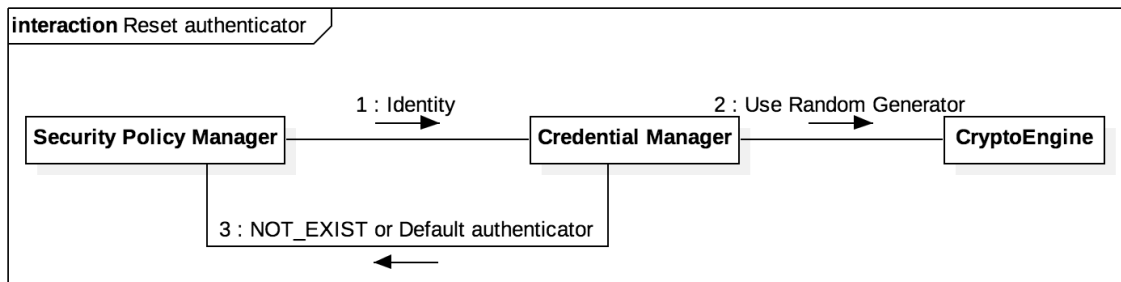 interaction Reset authenticator
1 : Identity
2 : Use Random Generator
Security Policy Manager
Credential Manager
CryptoEngine
3 : NOT_EXIST or Default authenticator